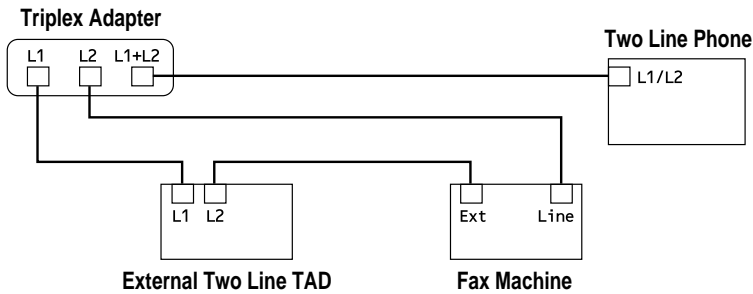 Triplex Adapter
L1 L2 L1+L2
Two Line Phone
L1/L2
L1 L2
Ext Line
External Two Line TAD
Fax Machine